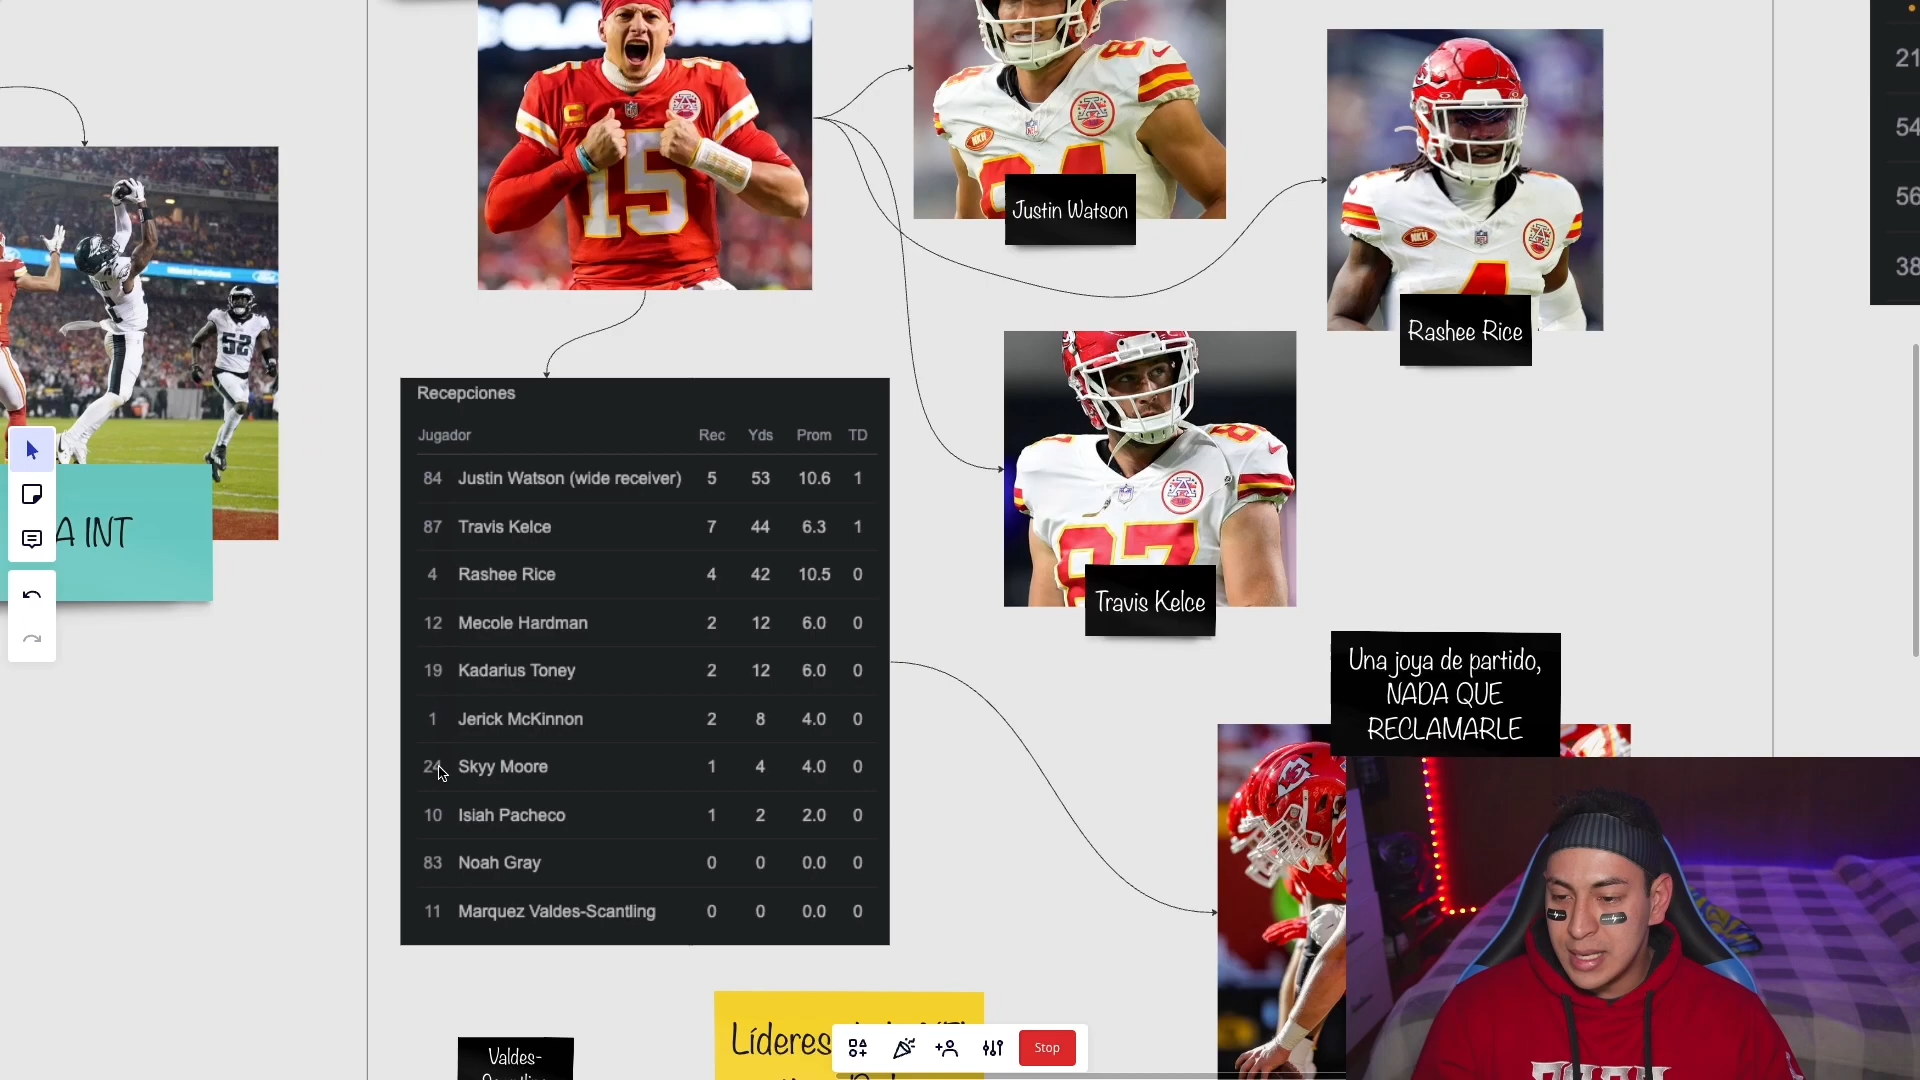 15
Justin Watson
Rashee Rice
4
52
A INT
87
Travis Kelce
Recepciones
Jugador Rec Yds Prom TD
84 Justin Watson (wide receiver) 5 53 10.6 1
87 Travis Kelce 7 44 6.3 1
4 Rashee Rice 4 42 10.5 0
12 Mecole Hardman 2 12 6.0 0
19 Kadarius Toney 2 12 6.0 0
1 Jerick McKinnon 2 8 4.0 0
24 Skyy Moore 1 4 4.0 0
10 Isiah Pacheco 1 2 2.0 0
83 Noah Gray 0 0 0.0 0
11 Marquez Valdes-Scantling 0 0 0.0 0
Una joya de partido,
NADA QUE
RECLAMARLE
Valdes-
Líderes
Stop
21
54
56
38